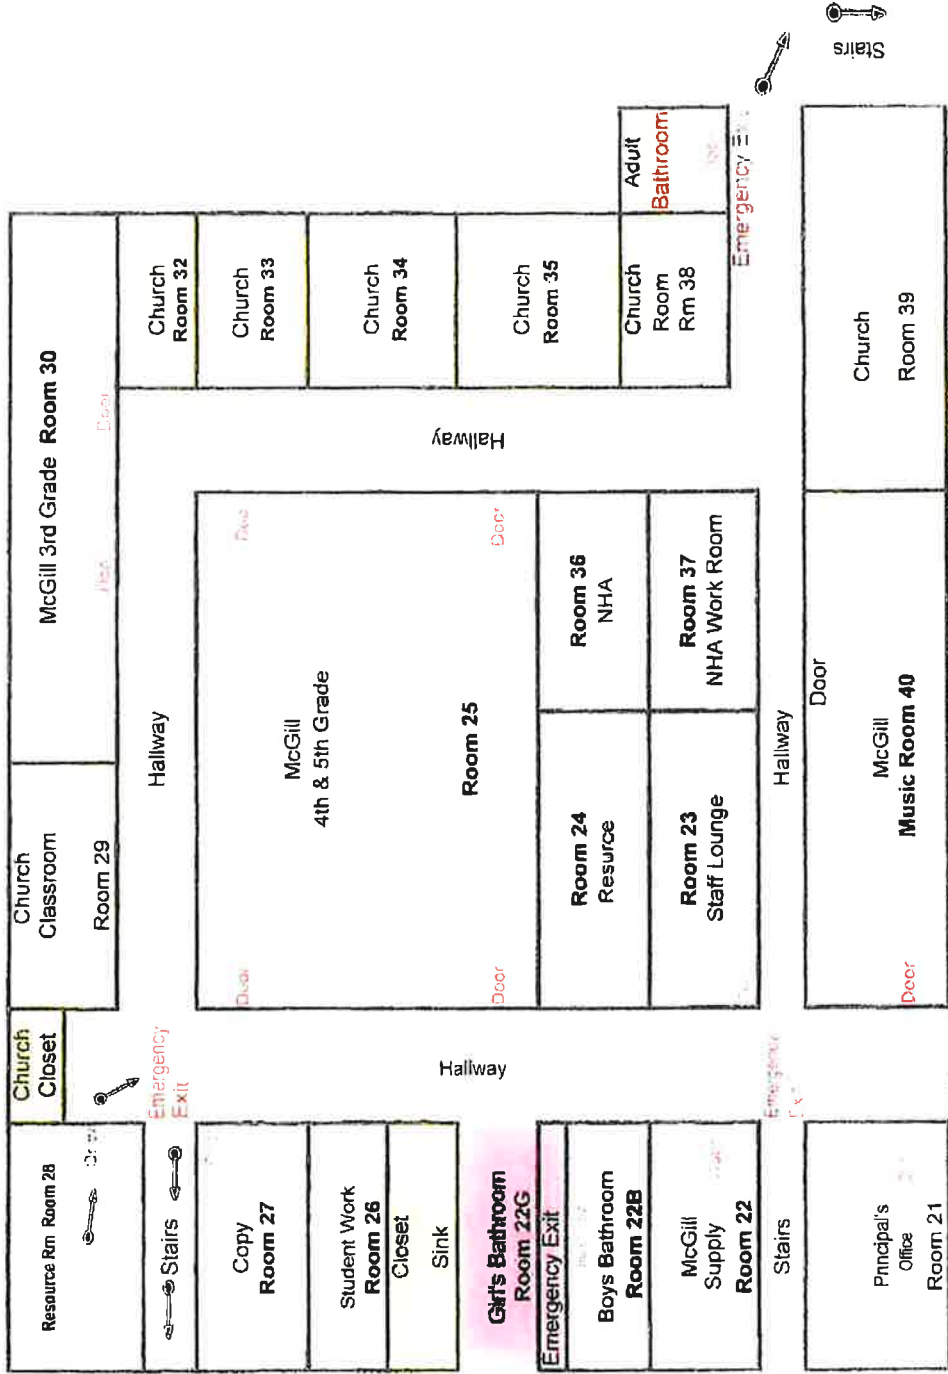 Resource Rm Room 28
Church
Closet
Church
Classroom
Room 29
McGill 3rd Grade Room 30
Door
Stairs
Emergency
Exit
Hallway
Church
Room 32
Copy
Room 27
Door
Door
Church
Room 33
Student Work
Room 26
McGill
4th & 5th Grade
Room 25
Door
Door
Church
Room 34
Closet
Sink
Hallway
Hallway
Church
Room 35
Girl's Bathroom
Room 22G
Emergency Exit
Boys Bathroom
Room 22B
Room 24
Resurce
Room 36
NHA
Church
Room
Rm 38
Adult
Bathroom
McGill
Supply
Room 22
Room 23
Staff Lounge
Room 37
NHA Work Room
Emergency
Stairs
Emergency
Hallway
Stairs
Principal's
Office
Room 21
Door
McGill
Music Room 40
Door
Church
Room 39